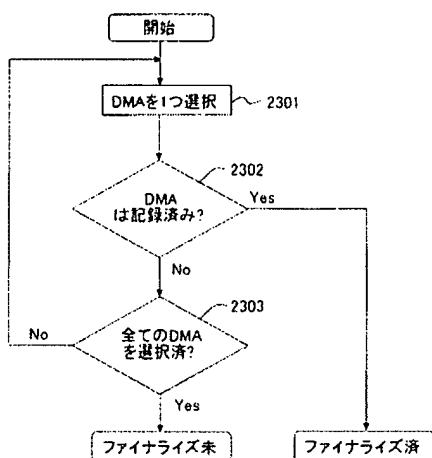 開始
DMAを1つ選択
2301
2302
DMA
は記録済み?
Yes
No
2303
全てのDMA
を選択済?
No
Yes
ファイナライズ未
ファイナライズ済